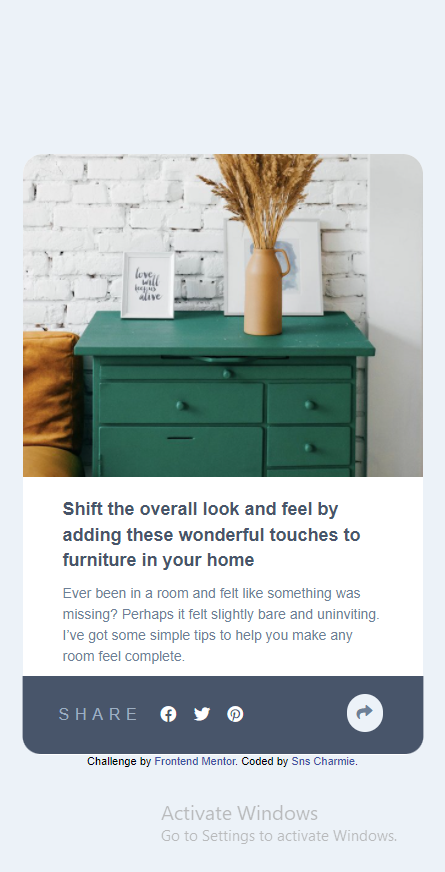 love
will
keep us
alive
Shift the overall look and feel by
adding these wonderful touches to
furniture in your home
Ever been in a room and felt like something was
missing? Perhaps it felt slightly bare and uninviting.
I’ve got some simple tips to help you make any
room feel complete.
SHARE
Challenge by Frontend Mentor. Coded by Sns Charmie.
Activate Windows
Go to Settings to activate Windows.